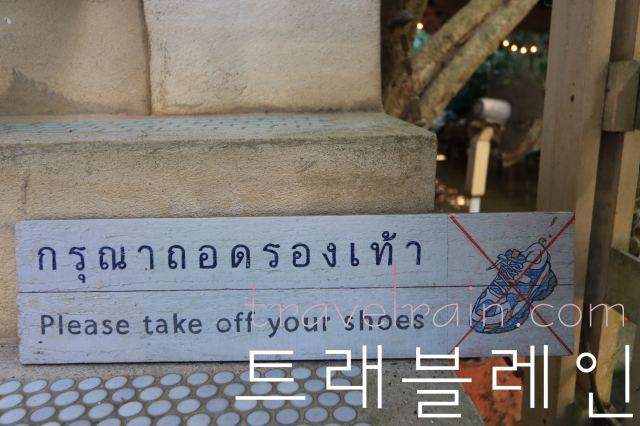 กรุณาถอดรองเท้า
Please take off your shoes
travelrain.com
트래블레인